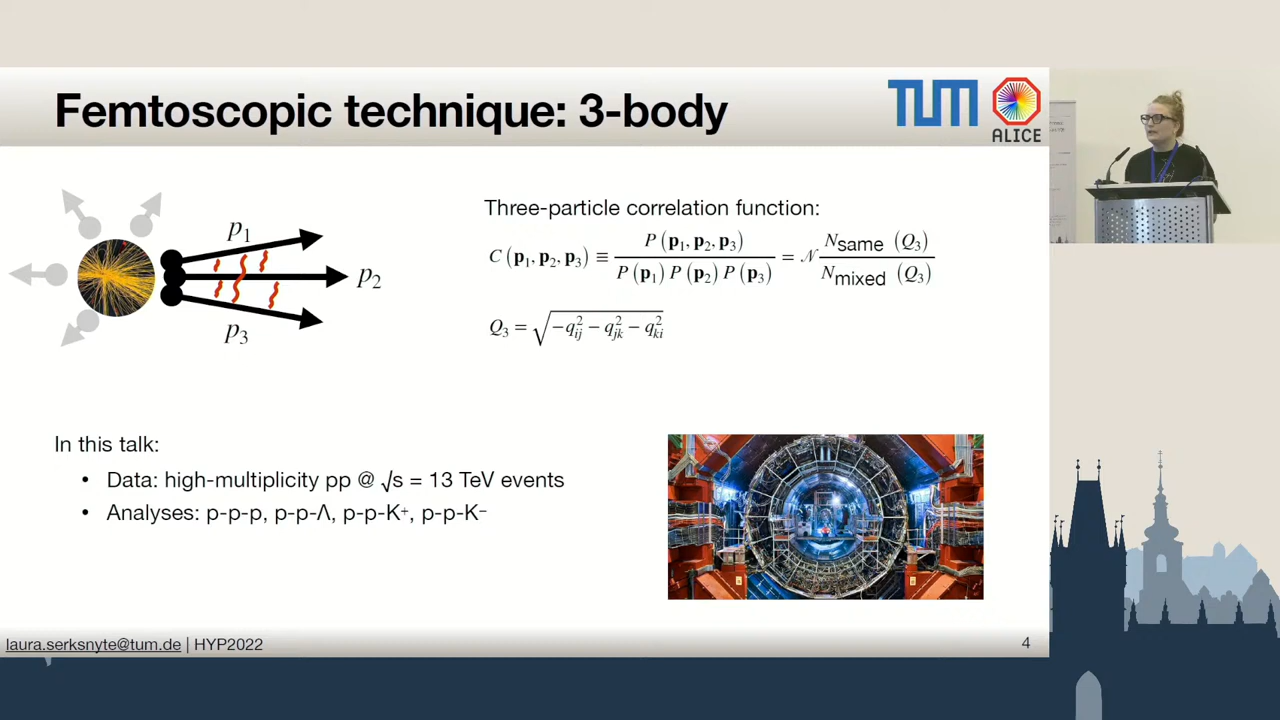 Femtoscopic technique: 3-body
TUM
ALICE
p₁
p₂
p₃
Three-particle correlation function:
C (p₁, p₂, p₃) ≡ P (p₁, p₂, p₃) / P (p₁) P (p₂) P (p₃) = 𝒩 Nsame (Q₃) / Nmixed (Q₃)
Q₃ = √(−q²ij − q²jk − q²ki)
In this talk:
• Data: high-multiplicity pp @ √s = 13 TeV events
• Analyses: p-p-p, p-p-Λ, p-p-K⁺, p-p-K⁻
laura.serksnyte@tum.de | HYP2022
4